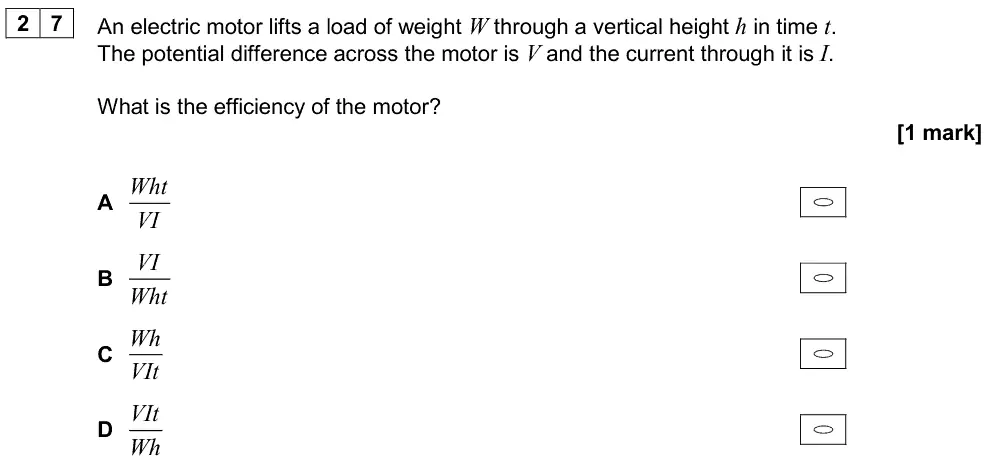 2 7 An electric motor lifts a load of weight W through a vertical height h in time t.
The potential difference across the motor is V and the current through it is I.
What is the efficiency of the motor?
[1 mark]
A Wht
VI
B VI
Wht
C Wh
VIt
D VIt
Wh